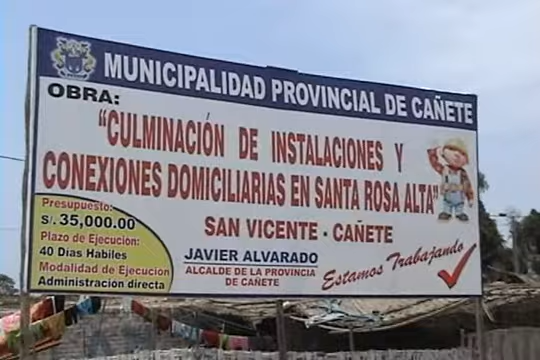 MUNICIPALIDAD PROVINCIAL DE CAÑETE
OBRA:
"CULMINACIÓN DE INSTALACIONES Y
CONEXIONES DOMICILIARIAS EN SANTA ROSA ALTA"
SAN VICENTE - CAÑETE
Presupuesto:
S/. 35,000.00
Plazo de Ejecución:
40 Dias Habiles
Modalidad de Ejecución
Administración directa
JAVIER ALVARADO
ALCALDE DE LA PROVINCIA
DE CAÑETE
Estamos Trabajando